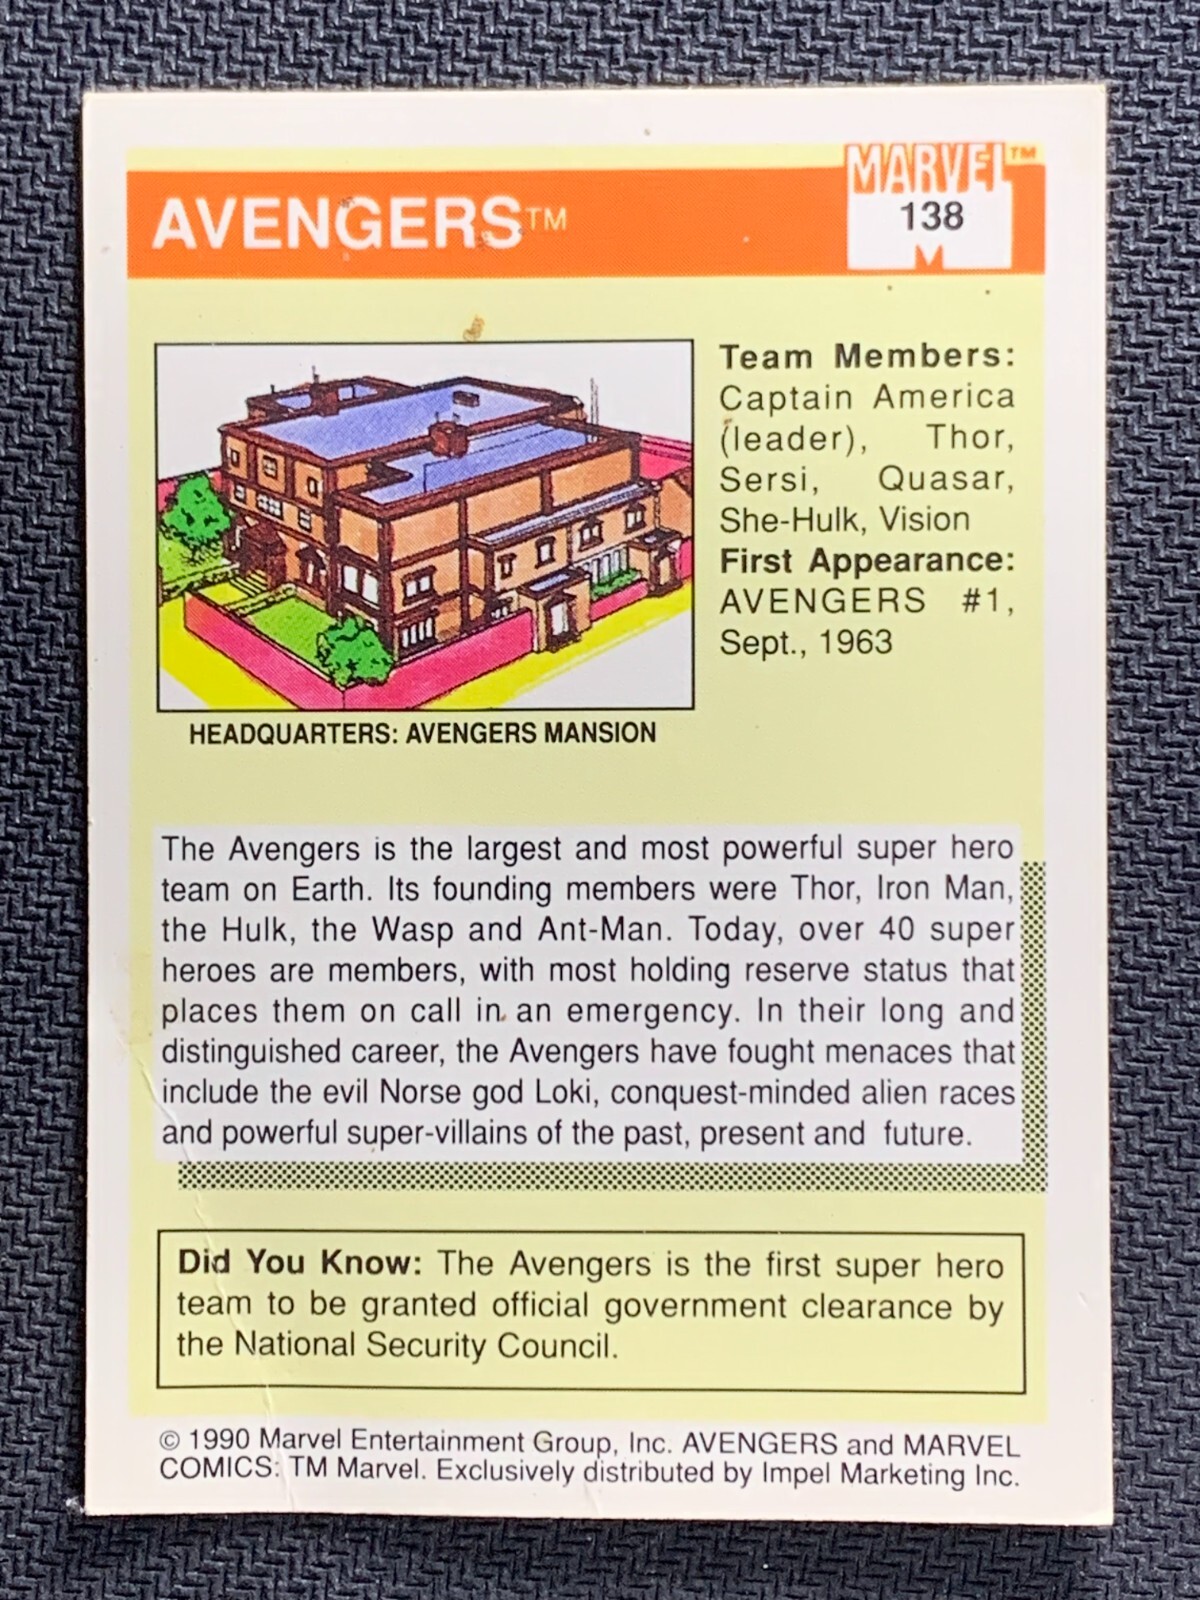 MARVEL™
AVENGERS™
138
Team Members:
Captain America
(leader), Thor,
Sersi, Quasar,
She-Hulk, Vision
First Appearance:
AVENGERS #1,
Sept., 1963
HEADQUARTERS: AVENGERS MANSION
The Avengers is the largest and most powerful super hero
team on Earth. Its founding members were Thor, Iron Man,
the Hulk, the Wasp and Ant-Man. Today, over 40 super
heroes are members, with most holding reserve status that
places them on call in an emergency. In their long and
distinguished career, the Avengers have fought menaces that
include the evil Norse god Loki, conquest-minded alien races
and powerful super-villains of the past, present and future.
Did You Know: The Avengers is the first super hero
team to be granted official government clearance by
the National Security Council.
© 1990 Marvel Entertainment Group, Inc. AVENGERS and MARVEL
COMICS: TM Marvel. Exclusively distributed by Impel Marketing Inc.